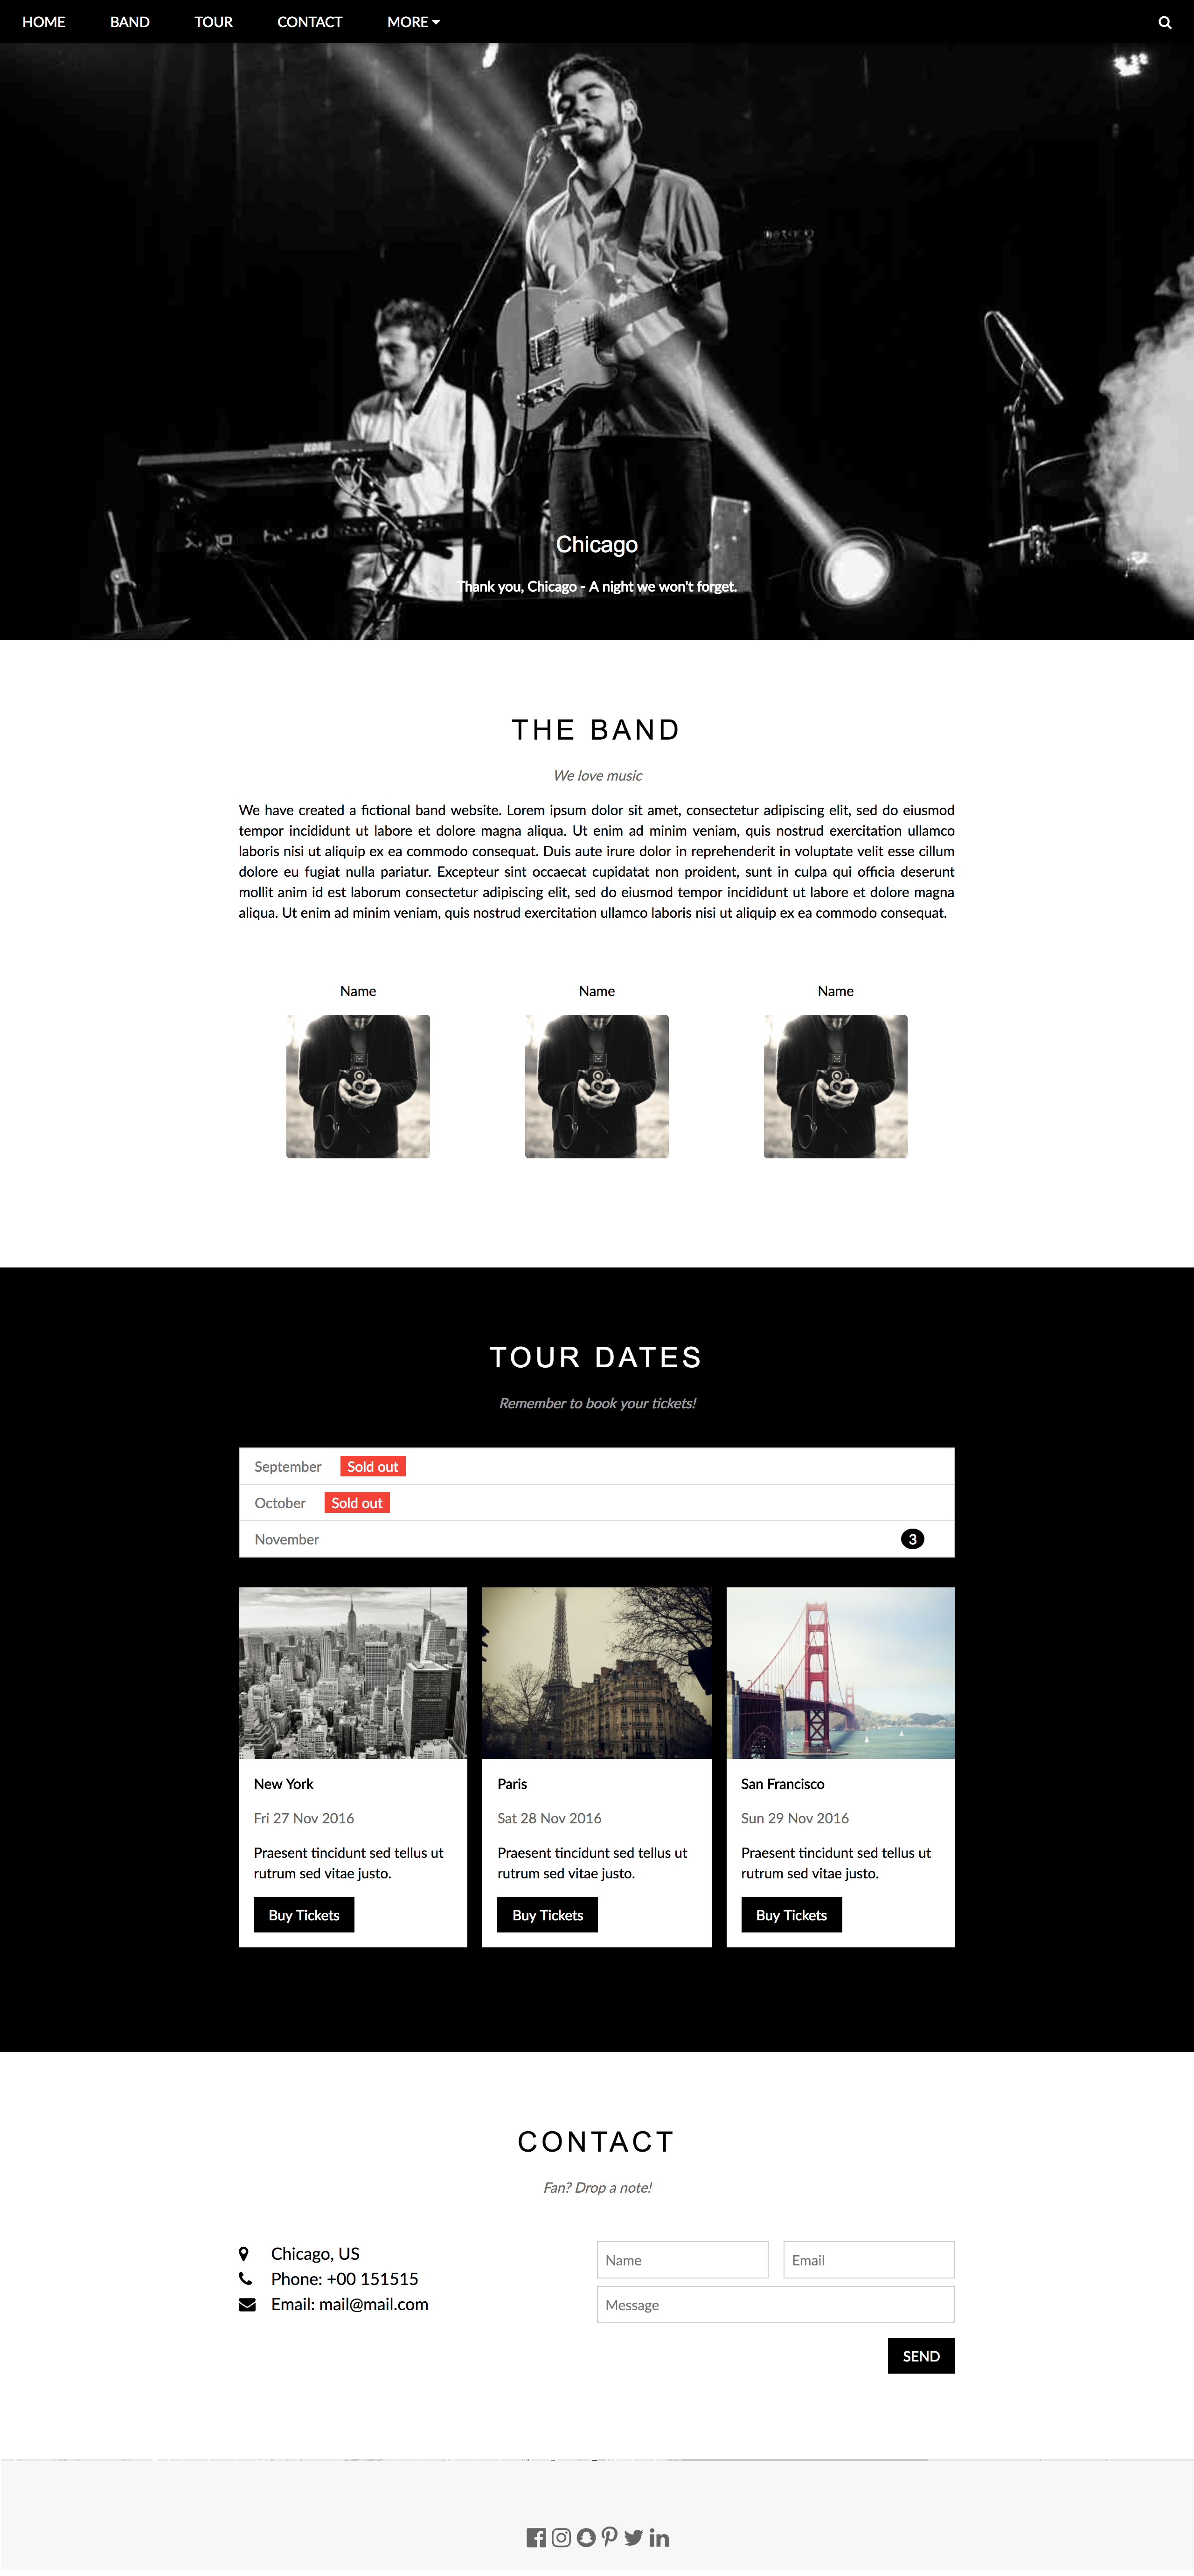 HOME BAND TOUR CONTACT MORE
KORG
Chicago
Thank you, Chicago - A night we won't forget.
THE BAND
We love music
We have created a fictional band website. Lorem ipsum dolor sit amet, consectetur adipiscing elit, sed do eiusmod
tempor incididunt ut labore et dolore magna aliqua. Ut enim ad minim veniam, quis nostrud exercitation ullamco
laboris nisi ut aliquip ex ea commodo consequat. Duis aute irure dolor in reprehenderit in voluptate velit esse cillum
dolore eu fugiat nulla pariatur. Excepteur sint occaecat cupidatat non proident, sunt in culpa qui officia deserunt
mollit anim id est laborum consectetur adipiscing elit, sed do eiusmod tempor incididunt ut labore et dolore magna
aliqua. Ut enim ad minim veniam, quis nostrud exercitation ullamco laboris nisi ut aliquip ex ea commodo consequat.
Name Name Name
TOUR DATES
Remember to book your tickets!
September Sold out
October Sold out
November 3
New York
Fri 27 Nov 2016
Praesent tincidunt sed tellus ut
rutrum sed vitae justo.
Buy Tickets
Paris
Sat 28 Nov 2016
Praesent tincidunt sed tellus ut
rutrum sed vitae justo.
Buy Tickets
San Francisco
Sun 29 Nov 2016
Praesent tincidunt sed tellus ut
rutrum sed vitae justo.
Buy Tickets
CONTACT
Fan? Drop a note!
Chicago, US
Phone: +00 151515
Email: mail@mail.com
Name Email
Message
SEND